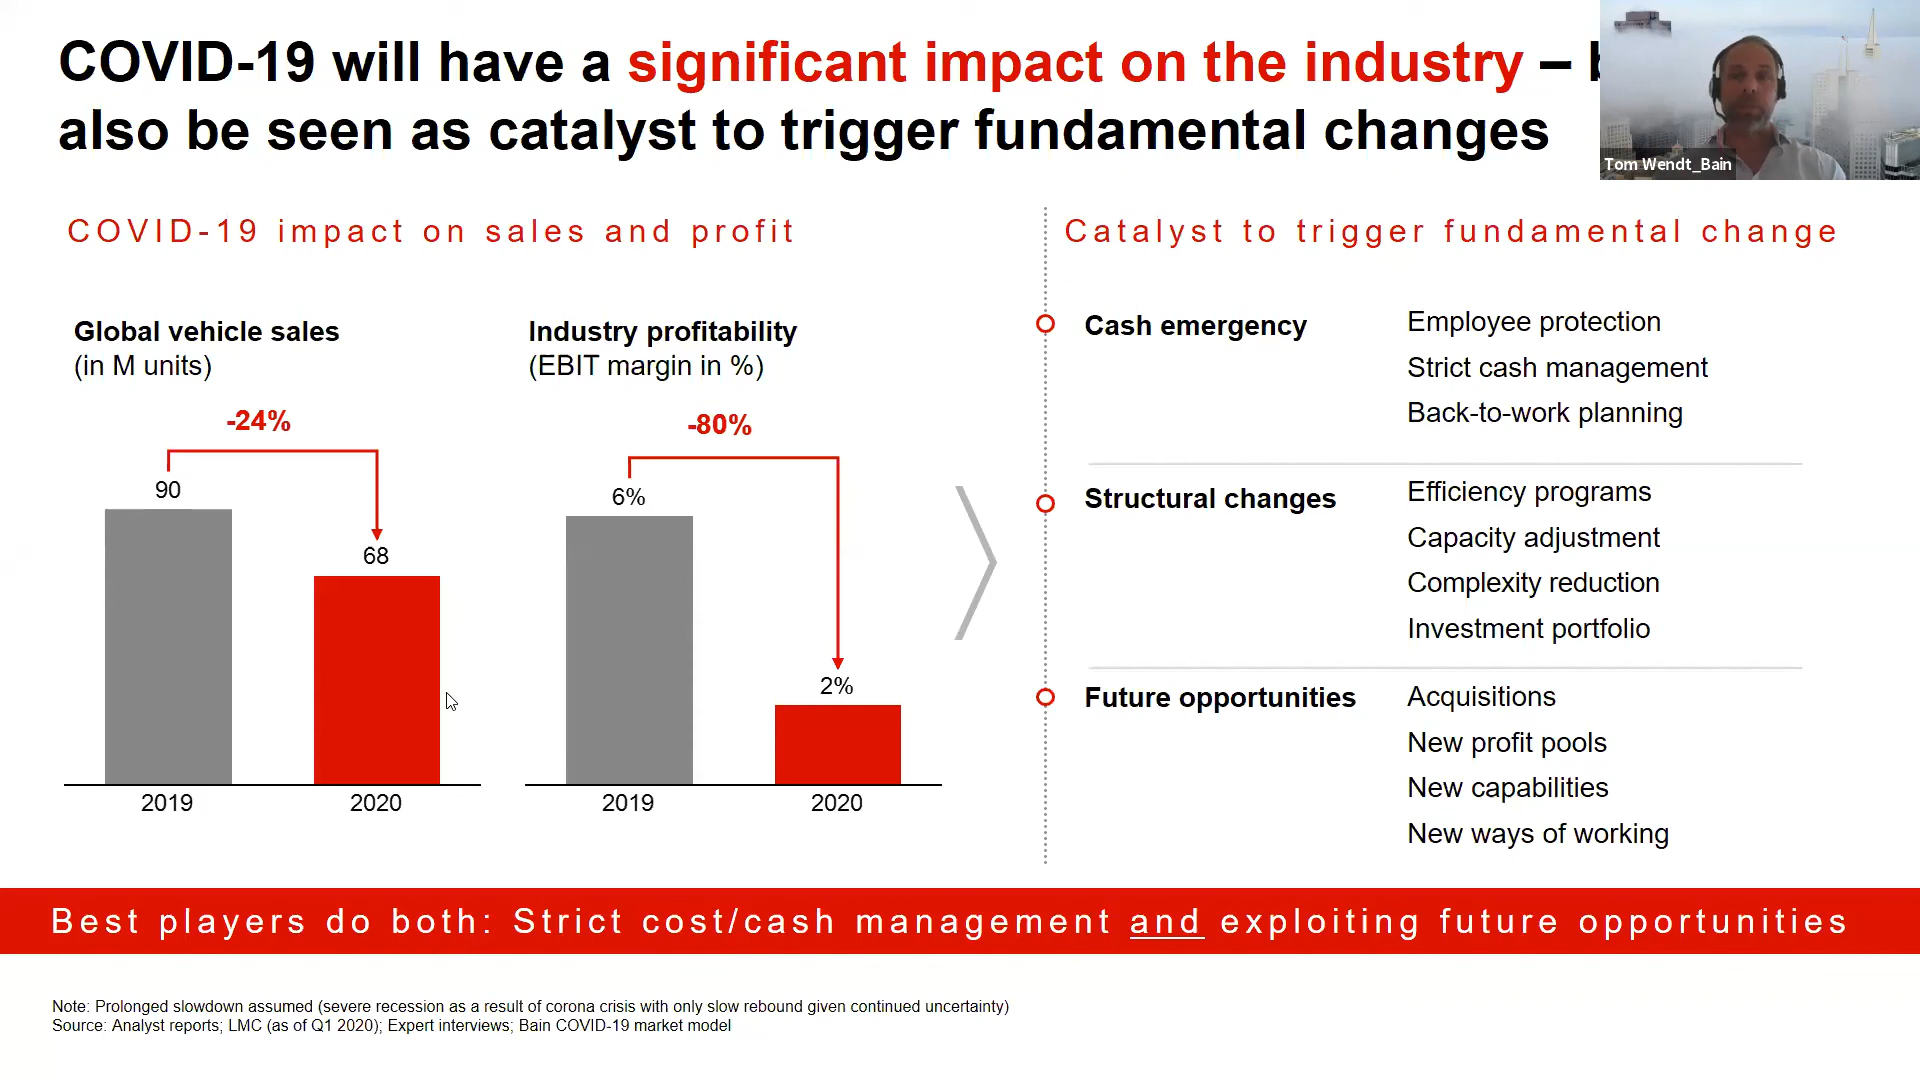 COVID-19 will have a significant impact on the industry –
also be seen as catalyst to trigger fundamental changes
Tom Wendt_Bain
COVID-19 impact on sales and profit
Global vehicle sales
(in M units)
-24%
90
68
2019
2020
Industry profitability
(EBIT margin in %)
-80%
6%
2%
2019
2020
Catalyst to trigger fundamental change
Cash emergency
Employee protection
Strict cash management
Back-to-work planning
Structural changes
Efficiency programs
Capacity adjustment
Complexity reduction
Investment portfolio
Future opportunities
Acquisitions
New profit pools
New capabilities
New ways of working
Best players do both: Strict cost/cash management and exploiting future opportunities
Note: Prolonged slowdown assumed (severe recession as a result of corona crisis with only slow rebound given continued uncertainty)
Source: Analyst reports; LMC (as of Q1 2020); Expert interviews; Bain COVID-19 market model